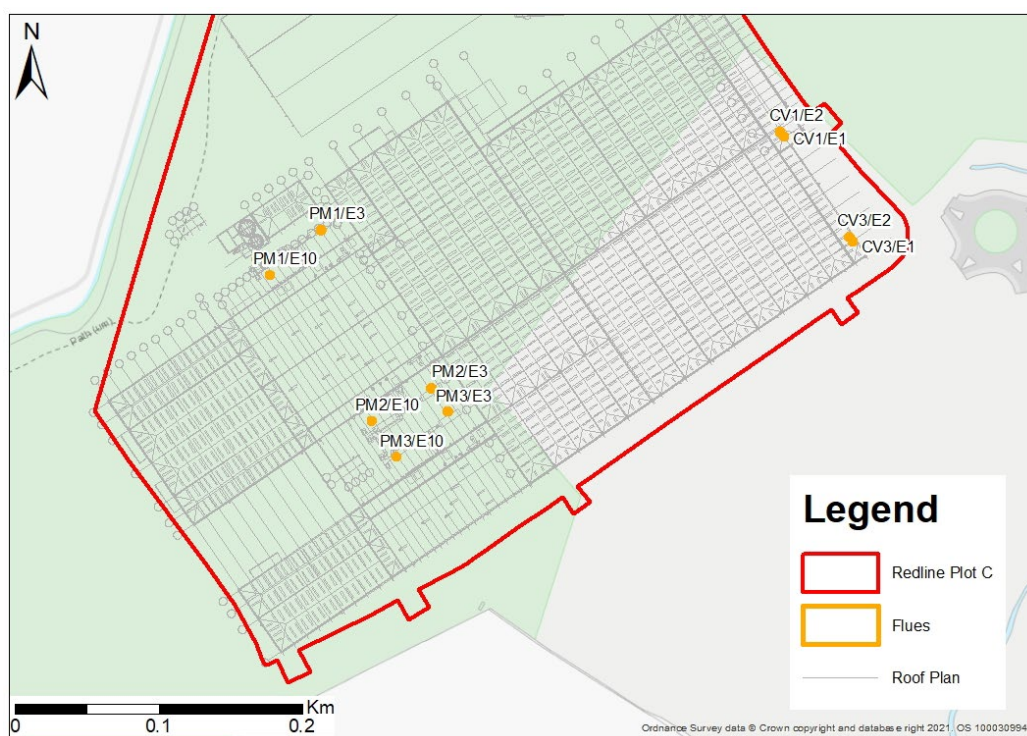 N
CV1/E2
CV1/E1
PM1/E3
CV3/E2
CV3/E1
PM1/E10
Path (um)
PM2/E3
PM3/E3
PM2/E10
PM3/E10
Legend
Redline Plot C
Flues
Roof Plan
Km
0 0.1 0.2
Ordnance Survey data © Crown copyright and database right 2021. OS 100030994